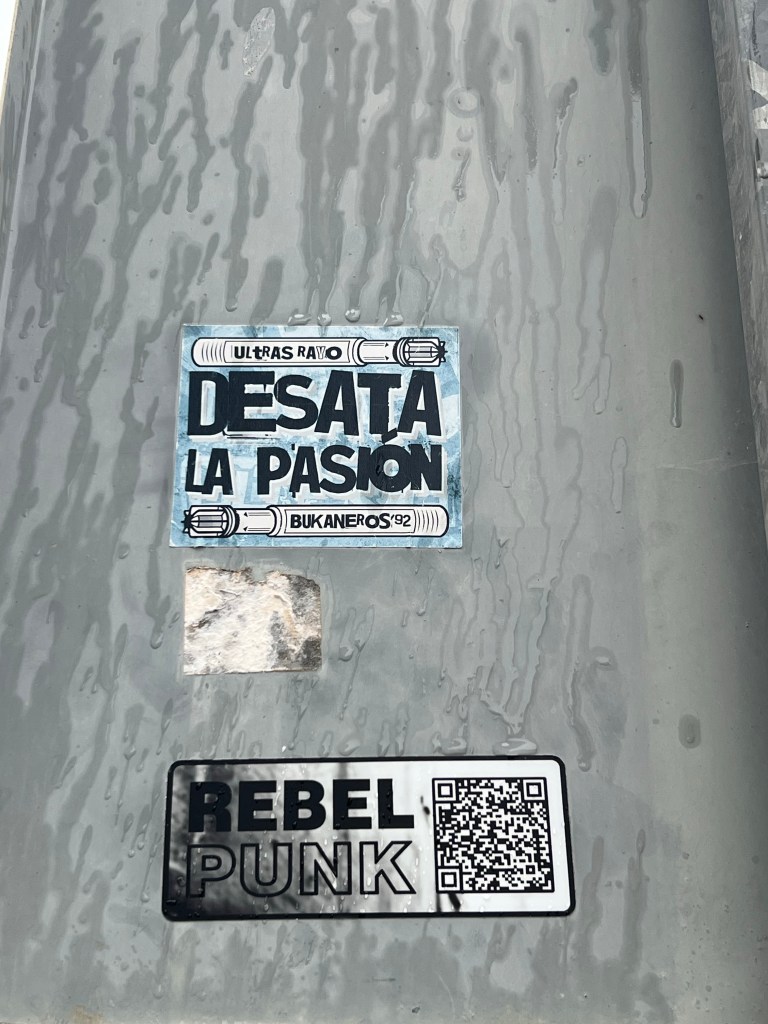 ULtRAS RAYO
DESATA
LA PASIÓN
BUKANEROS'92
REBEL
PUNK